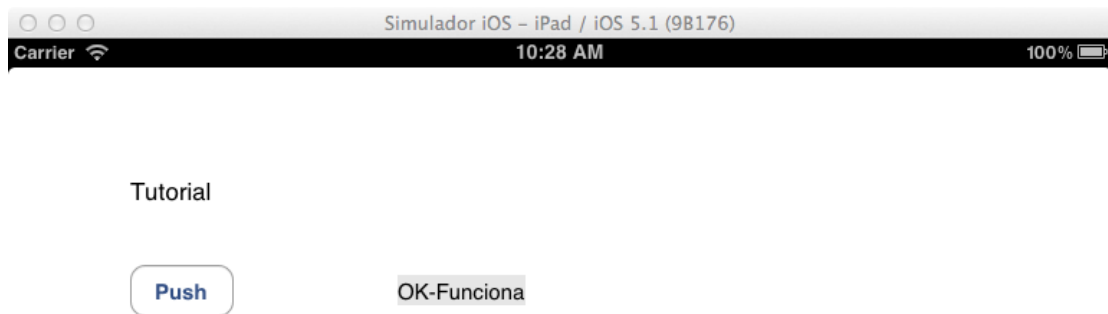 Simulador iOS – iPad / iOS 5.1 (9B176)
Carrier 10:28 AM 100%
Tutorial
Push OK-Funciona